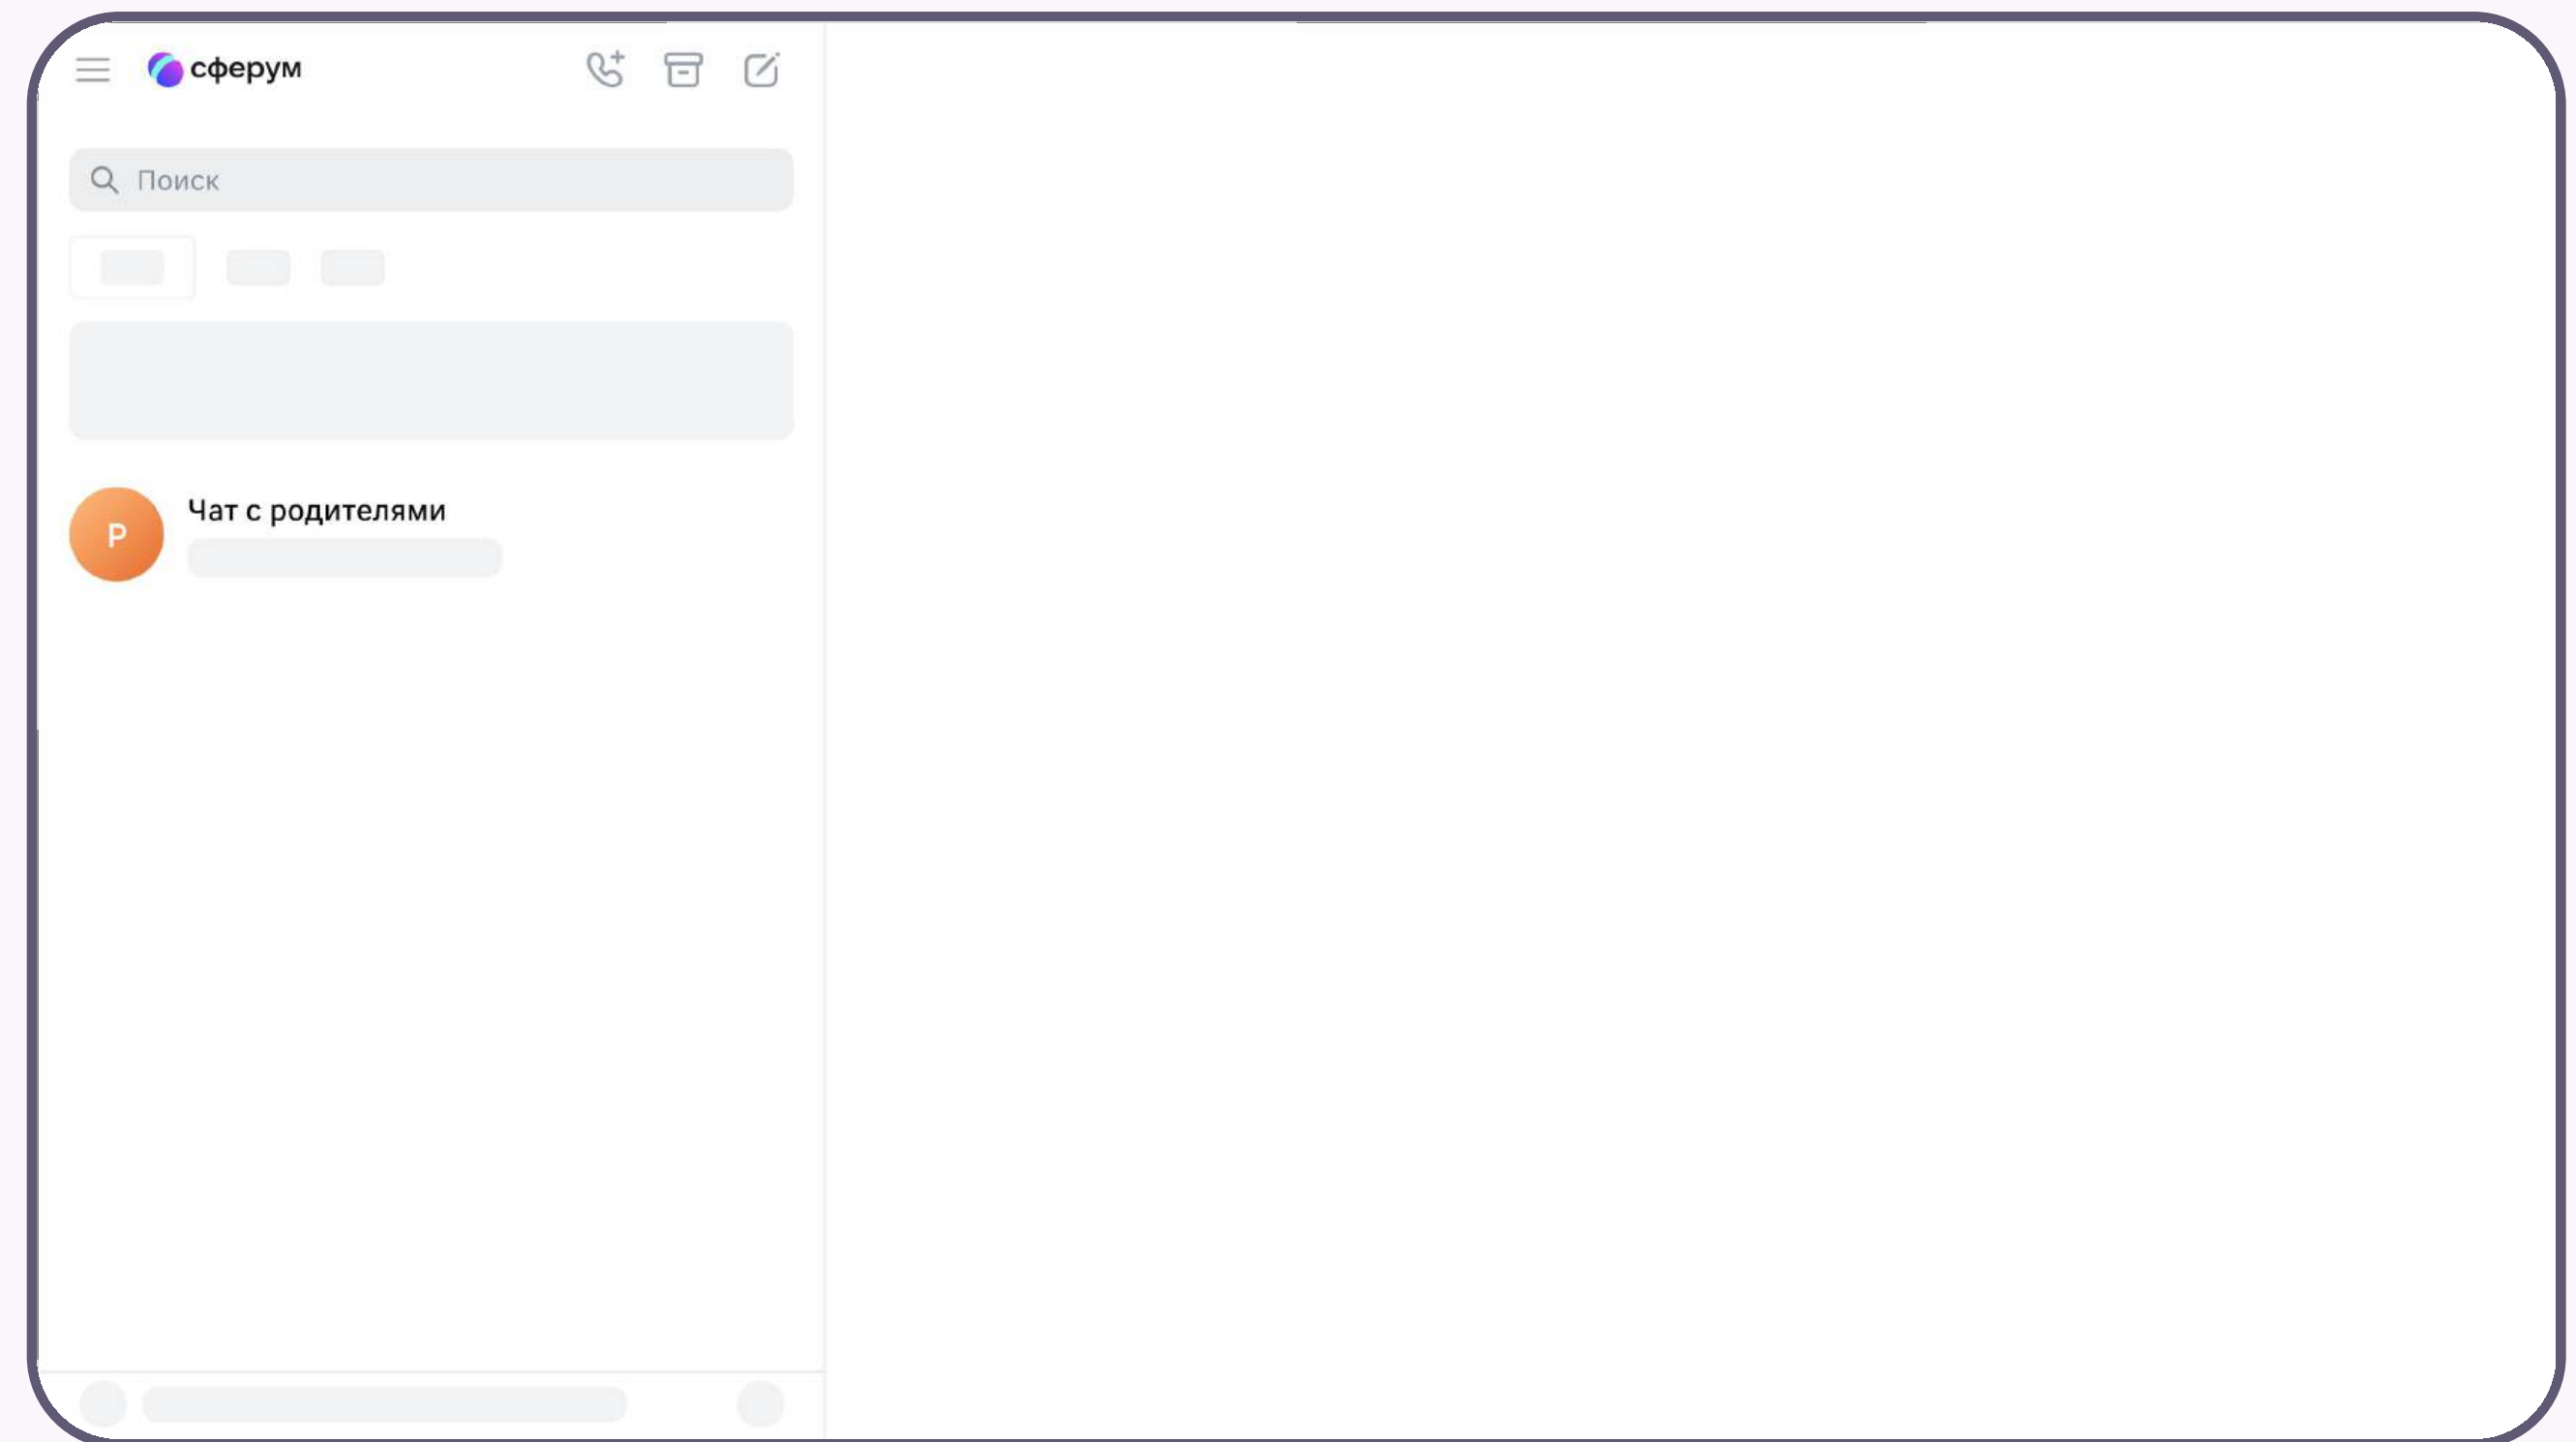 сферум
Поиск
Чат с родителями
Р